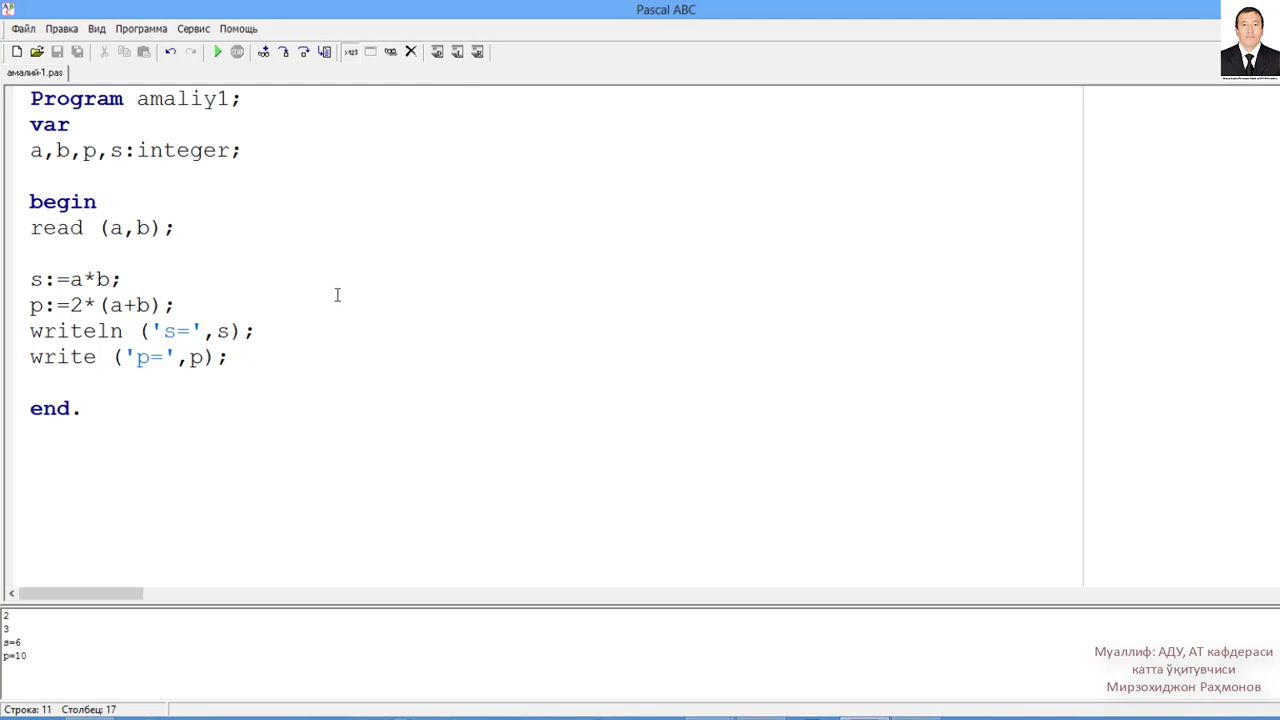 Pascal ABC
Файл Правка Вид Программа Сервис Помощь
амалий-1.pas
Program amaliy1;
var
a,b,p,s:integer;
begin
read (a,b);
s:=a*b;
p:=2*(a+b);
writeln ('s=',s);
write ('p=',p);
end.
2
3
s=6
p=10
Муаллиф: АДУ, АТ кафдераси
катта ўқитувчиси
Мирзохиджон Раҳмонов
Строка: 11 Столбец: 17